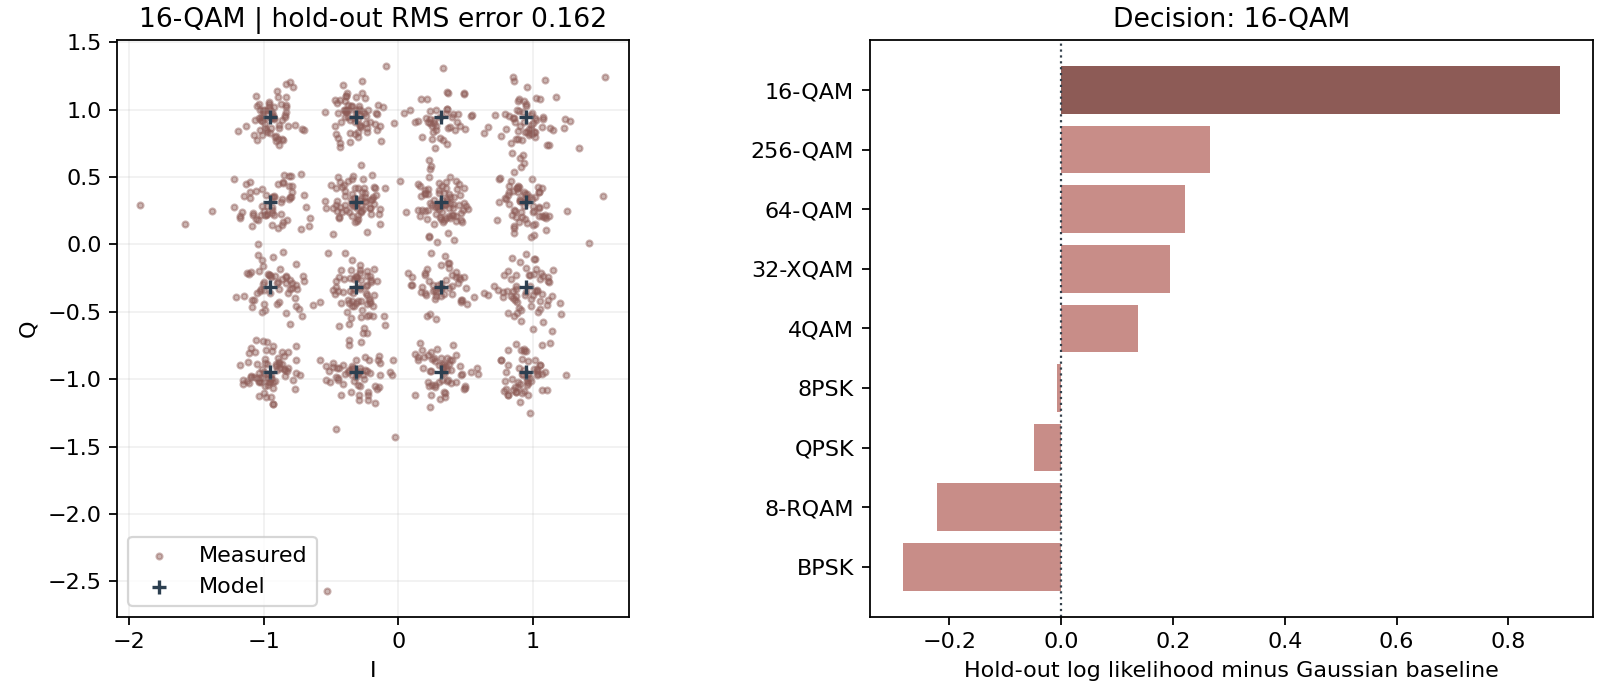 16-QAM | hold-out RMS error 0.162
1.5
1.0
0.5
0.0
−0.5
−1.0
−1.5
−2.0
−2.5
Q
Measured
Model
−2
−1
0
1
I
Decision: 16-QAM
16-QAM
256-QAM
64-QAM
32-XQAM
4QAM
8PSK
QPSK
8-RQAM
BPSK
−0.2
0.0
0.2
0.4
0.6
0.8
Hold-out log likelihood minus Gaussian baseline